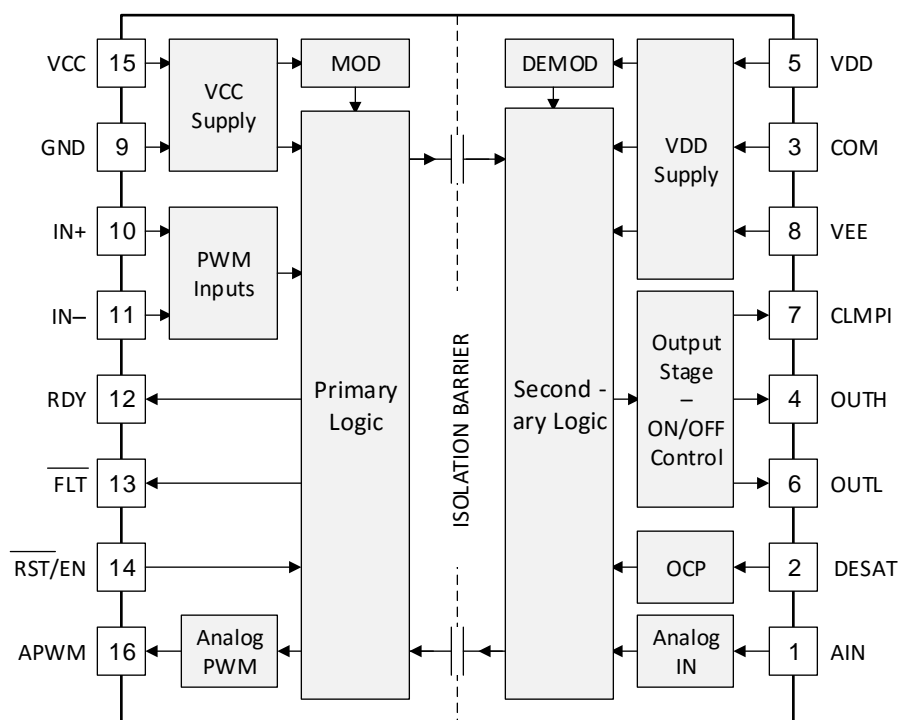 VCC 15
VCC
Supply
MOD
DEMOD
VDD
Supply
5 VDD
GND 9
3 COM
IN+ 10
PWM
Inputs
8 VEE
IN– 11
Output
Stage
–
ON/OFF
Control
7 CLMPI
RDY 12
Primary
Logic
ISOLATION BARRIER
Second -
ary Logic
4 OUTH
FLT 13
6 OUTL
RST/EN 14
OCP
2 DESAT
APWM 16
Analog
PWM
Analog
IN
1 AIN